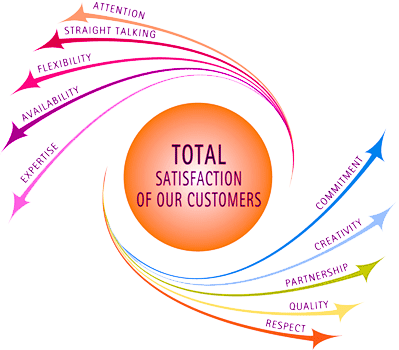 ATTENTION
STRAIGHT TALKING
FLEXIBILITY
AVAILABILITY
EXPERTISE
TOTAL
SATISFACTION
OF OUR CUSTOMERS
COMMITMENT
CREATIVITY
PARTNERSHIP
QUALITY
RESPECT